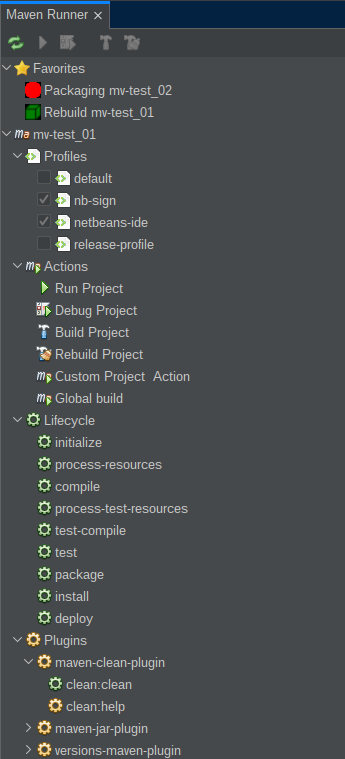 Maven Runner
Favorites
Packaging mv-test_02
Rebuild mv-test_01
ma mv-test_01
Profiles
default
nb-sign
netbeans-ide
release-profile
Actions
Run Project
Debug Project
Build Project
Rebuild Project
Custom Project Action
Global build
Lifecycle
initialize
process-resources
compile
process-test-resources
test-compile
test
package
install
deploy
Plugins
maven-clean-plugin
clean:clean
clean:help
maven-jar-plugin
versions-maven-plugin